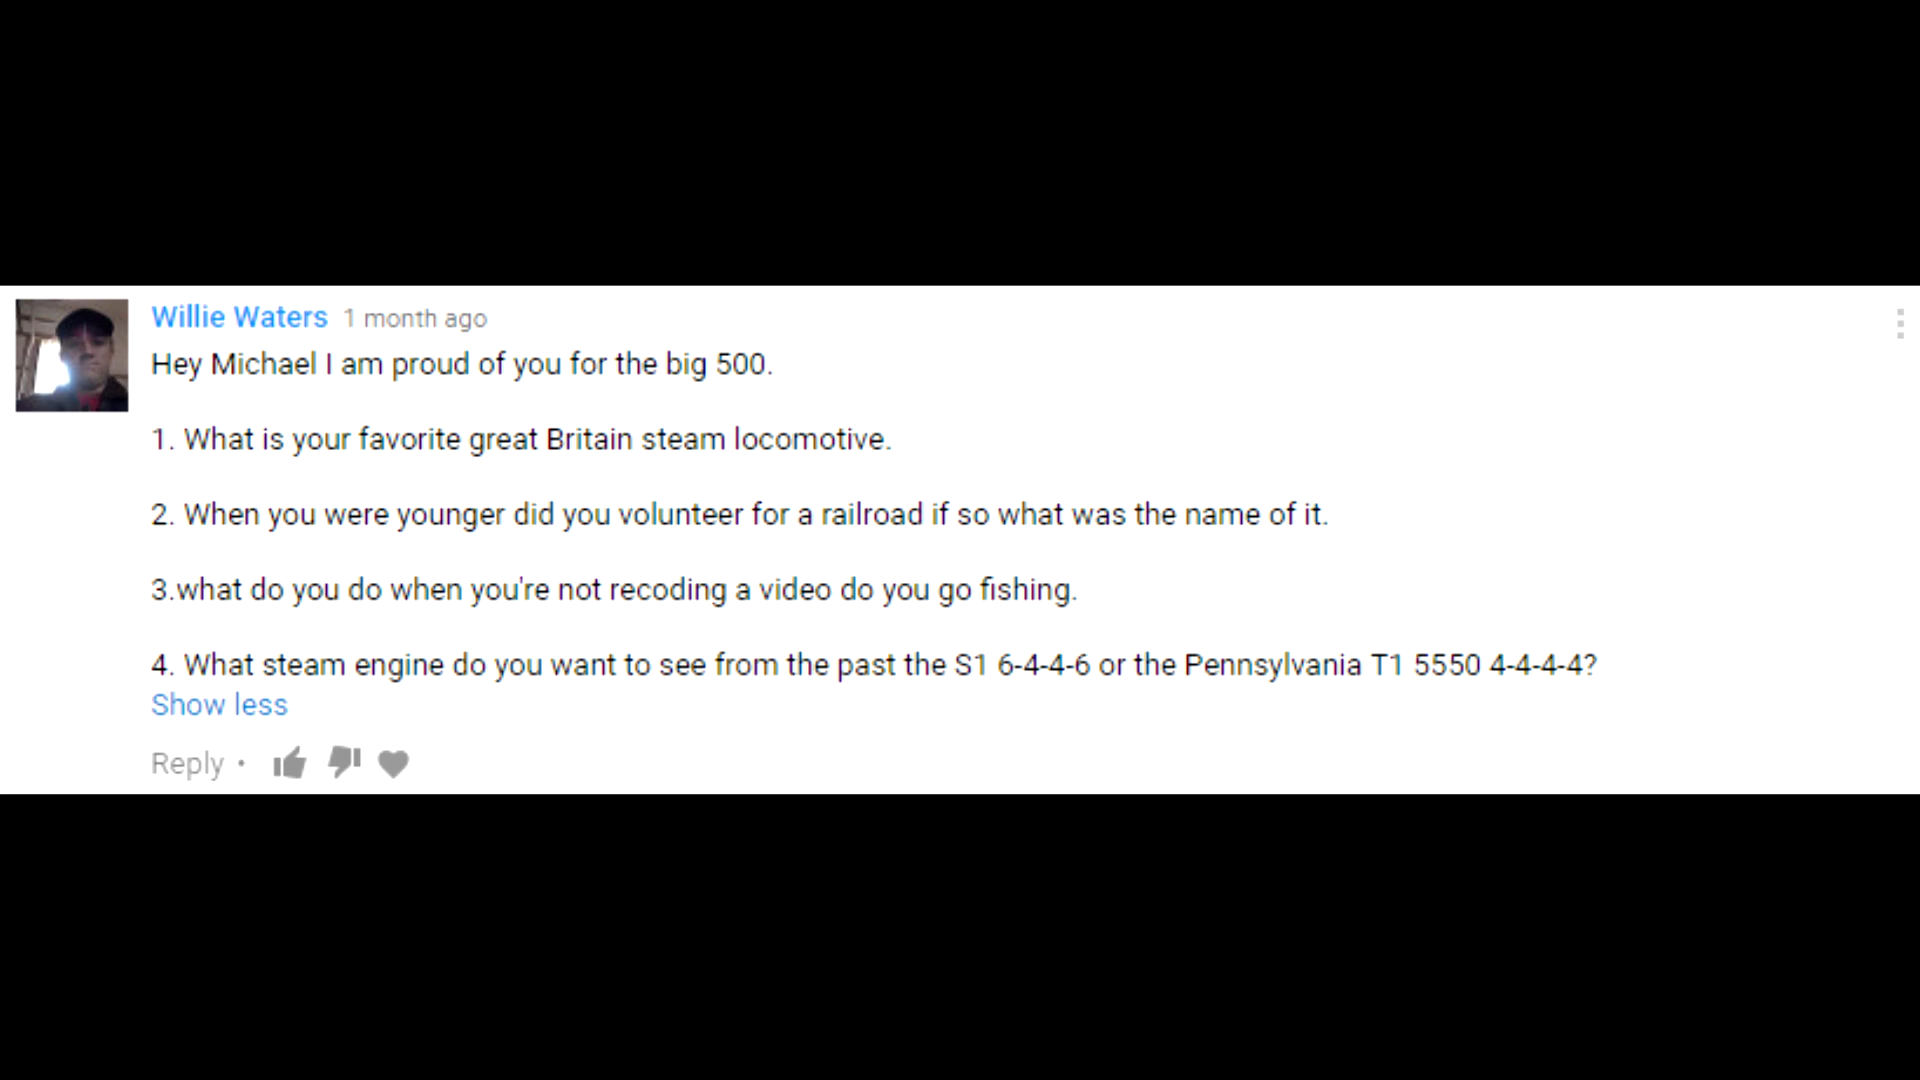 Willie Waters 1 month ago
Hey Michael I am proud of you for the big 500.
1. What is your favorite great Britain steam locomotive.
2. When you were younger did you volunteer for a railroad if so what was the name of it.
3.what do you do when you're not recoding a video do you go fishing.
4. What steam engine do you want to see from the past the S1 6-4-4-6 or the Pennsylvania T1 5550 4-4-4-4?
Show less
Reply •